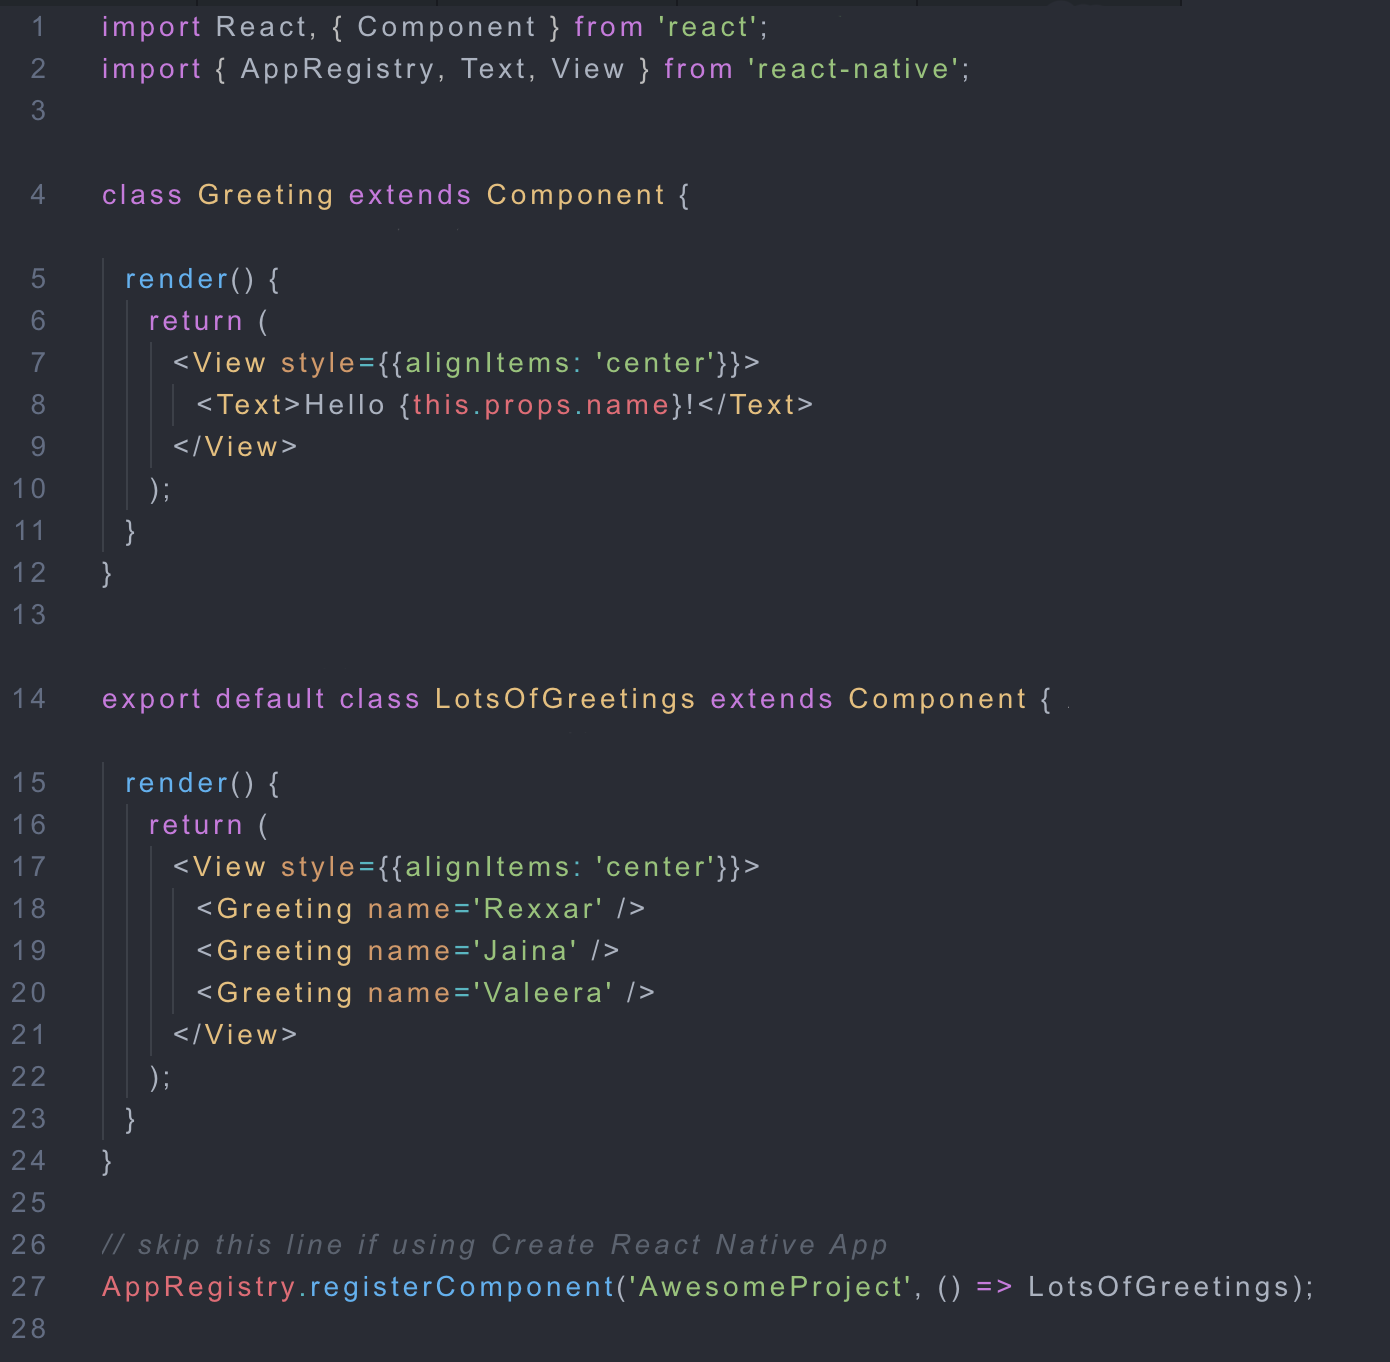 1 import React, { Component } from 'react';
2 import { AppRegistry, Text, View } from 'react-native';
3
4 class Greeting extends Component {
5 render() {
6 return (
7 <View style={{alignItems: 'center'}}>
8 <Text>Hello {this.props.name}!</Text>
9 </View>
10 );
11 }
12 }
13
14 export default class LotsOfGreetings extends Component {
15 render() {
16 return (
17 <View style={{alignItems: 'center'}}>
18 <Greeting name='Rexxar' />
19 <Greeting name='Jaina' />
20 <Greeting name='Valeera' />
21 </View>
22 );
23 }
24 }
25
26 // skip this line if using Create React Native App
27 AppRegistry.registerComponent('AwesomeProject', () => LotsOfGreetings);
28